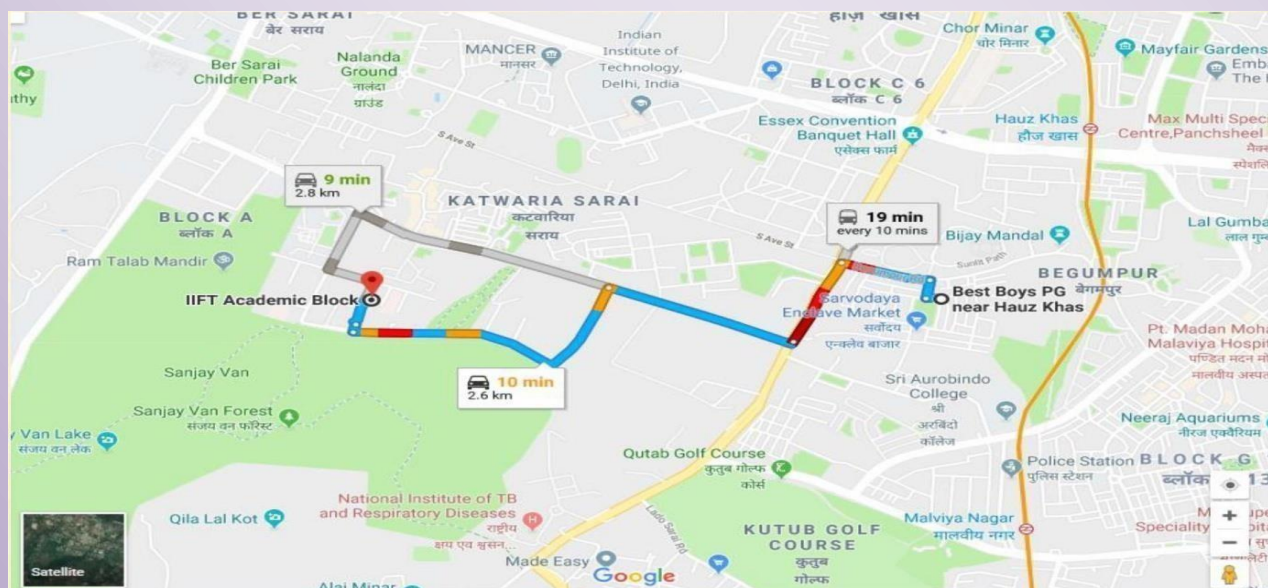 BER SARAI
बेर सराय
हौज़ खास
Chor Minar
चोर मिनार
Indian
Institute of
Technology,
Delhi, India
MANCER
मानसर
Nalanda
Ground
नालंदा
ग्राउंड
Ber Sarai
Children Park
Mayfair Gardens
The
BLOCK C 6
ब्लॉक C 6
Essex Convention
Banquet Hall
एसेक्स फार्म
Hauz Khas
हौज खास
Max Multi
Centre,Panchsheel
S Ave St
9 min
2.8 km
KATWARIA SARAI
कटवारिया
सराय
BLOCK A
ब्लॉक A
19 min
every 10 mins
S Ave St
Bijay Mandal
Lal
Ram Talab Mandir
BEGUMPUR
बेगमपुर
IIFT Academic Block
Best Boys PG
near Hauz Khas
Sarvodaya
Enclave Market
सर्वोदय
एन्क्लेव बाजार
Pt. Madan
Malaviya
10 min
2.6 km
Sanjay Van
Sri Aurobindo
College
श्री
अरबिंदो
कॉलेज
Sanjay Van Forest
संजय वन फॉरेस्ट
Van Lake
संजय वन लेक
Neeraj Aquariums
नीरज एक्वैरियम
Qutab Golf Course
कुतुब गोल्फ
कोर्स
Police Station
पुलिस स्टेशन
BLOCK G
ब्लॉक
National Institute of TB
and Respiratory Diseases
राष्ट्रीय
Qila Lal Kot
Lado Sarai Rd
KUTUB GOLF
COURSE
कुतुब
गोल्फ
Malviya Nagar
मालवीय नगर
Made Easy
Google
Satellite